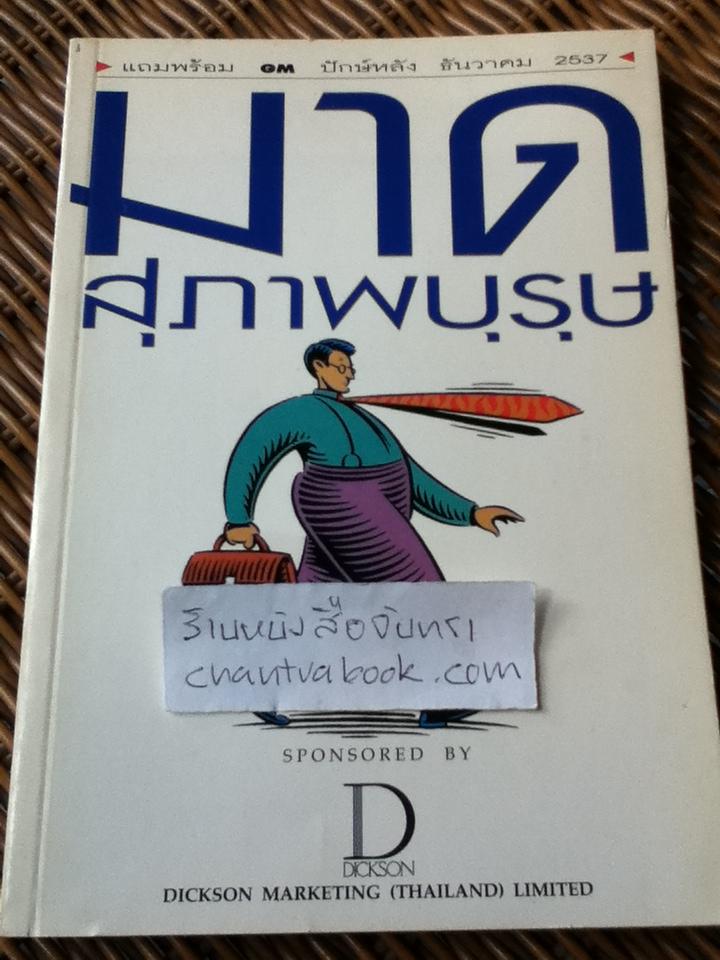 แถมพร้อม GM ปักษ์หลัง ธันวาคม 2537
มาด
สุภาพบุรุษ
ร้านหนังสือจันทรา
chantrabook.com
SPONSORED BY
D
DICKSON
DICKSON MARKETING (THAILAND) LIMITED